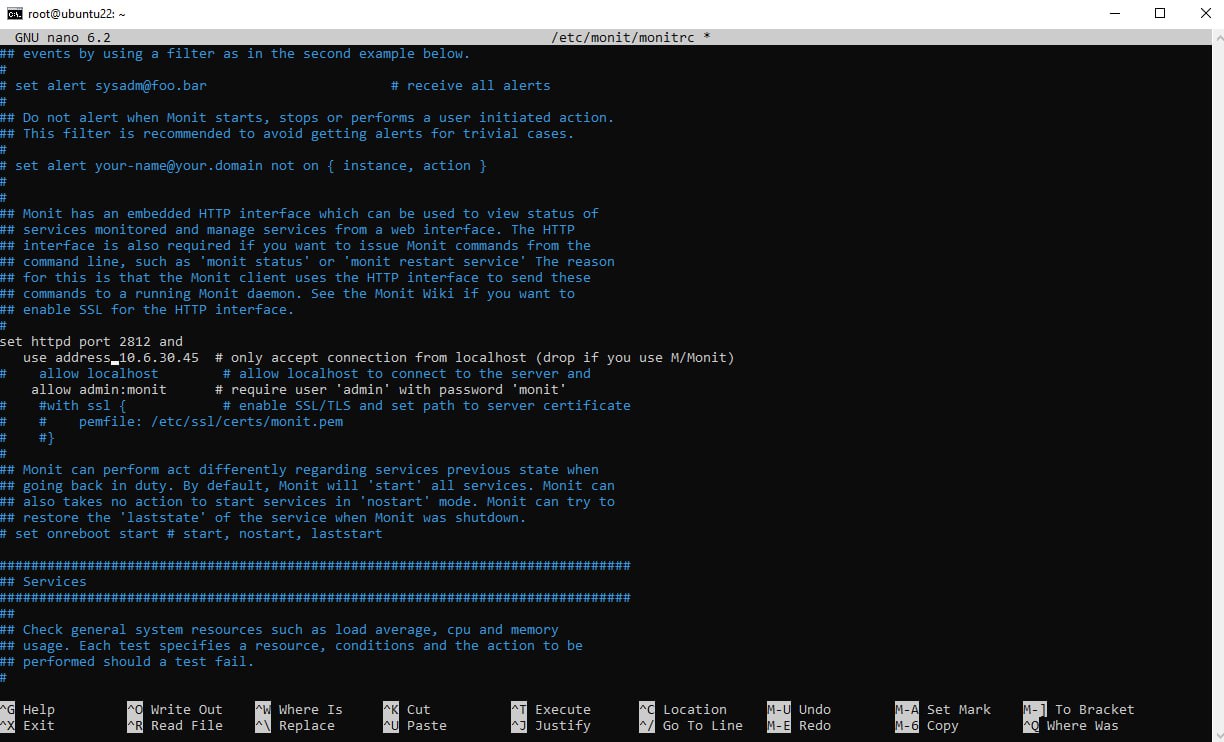 root@ubuntu22: ~
GNU nano 6.2 /etc/monit/monitrc *
## events by using a filter as in the second example below.
#
# set alert sysadm@foo.bar # receive all alerts
#
## Do not alert when Monit starts, stops or performs a user initiated action.
## This filter is recommended to avoid getting alerts for trivial cases.
#
# set alert your-name@your.domain not on { instance, action }
#
#
## Monit has an embedded HTTP interface which can be used to view status of
## services monitored and manage services from a web interface. The HTTP
## interface is also required if you want to issue Monit commands from the
## command line, such as 'monit status' or 'monit restart service' The reason
## for this is that the Monit client uses the HTTP interface to send these
## commands to a running Monit daemon. See the Monit Wiki if you want to
## enable SSL for the HTTP interface.
#
set httpd port 2812 and
use address 10.6.30.45 # only accept connection from localhost (drop if you use M/Monit)
# allow localhost # allow localhost to connect to the server and
allow admin:monit # require user 'admin' with password 'monit'
# #with ssl { # enable SSL/TLS and set path to server certificate
# # pemfile: /etc/ssl/certs/monit.pem
# #}
#
## Monit can perform act differently regarding services previous state when
## going back in duty. By default, Monit will 'start' all services. Monit can
## also takes no action to start services in 'nostart' mode. Monit can try to
## restore the 'laststate' of the service when Monit was shutdown.
# set onreboot start # start, nostart, laststart
###############################################################################
## Services
###############################################################################
##
## Check general system resources such as load average, cpu and memory
## usage. Each test specifies a resource, conditions and the action to be
## performed should a test fail.
#
^G Help ^O Write Out ^W Where Is ^K Cut ^T Execute ^C Location M-U Undo M-A Set Mark M-] To Bracket
^X Exit ^R Read File ^\ Replace ^U Paste ^J Justify ^/ Go To Line M-E Redo M-6 Copy ^Q Where Was